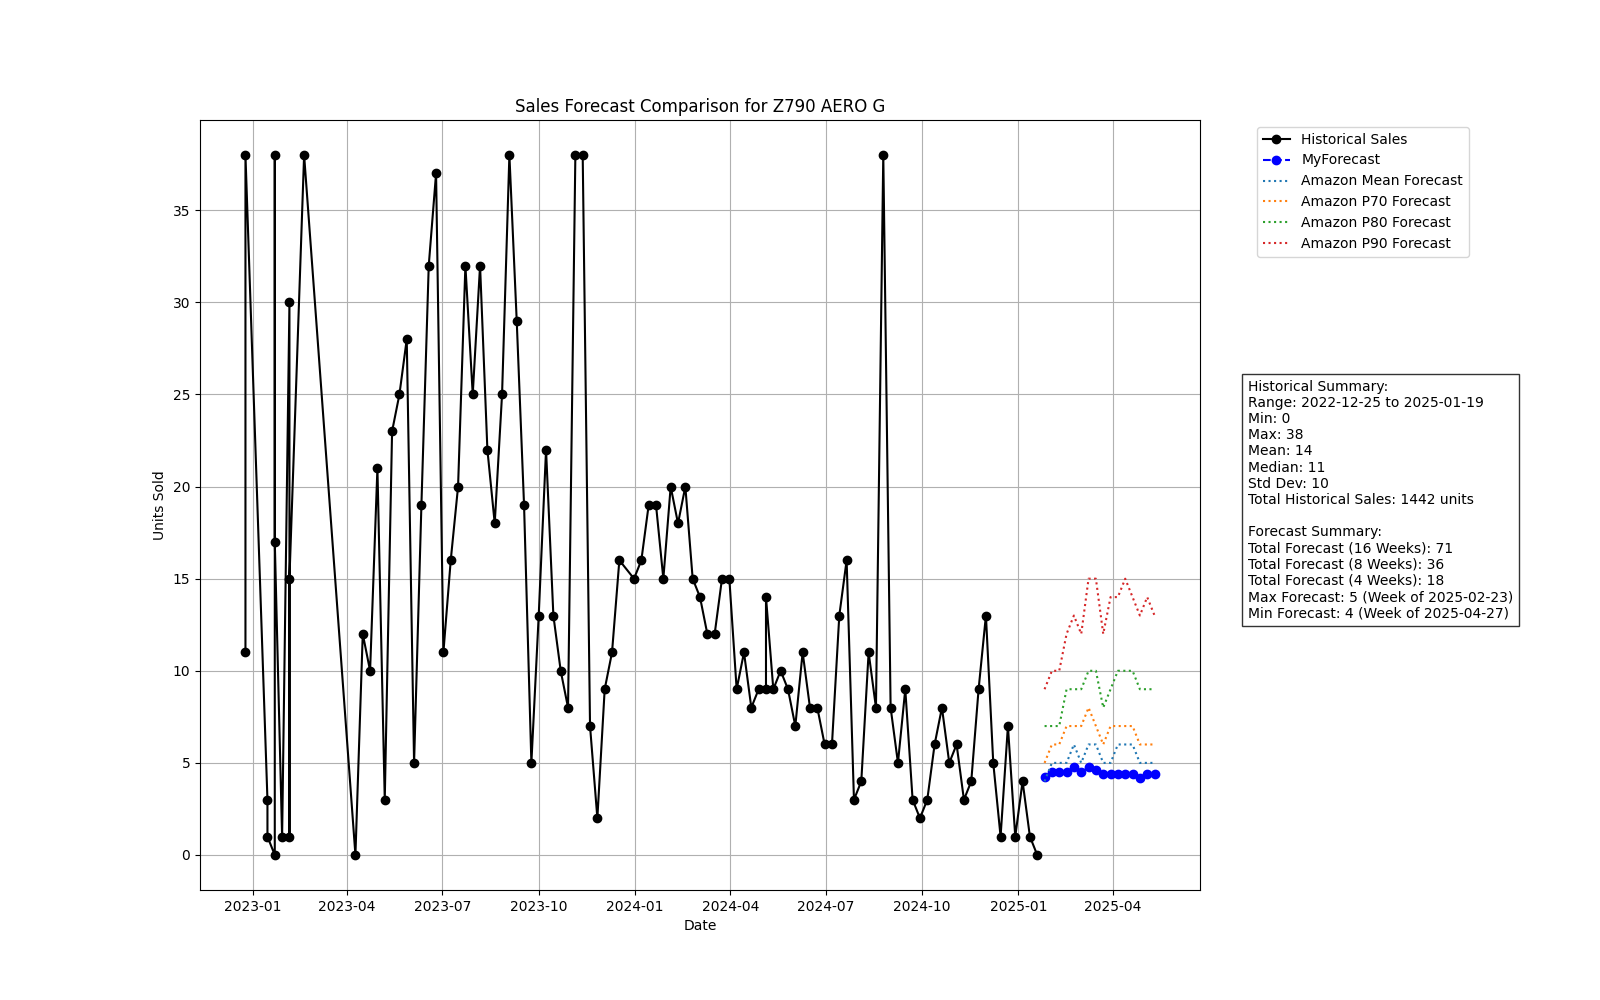 Sales Forecast Comparison for Z790 AERO G
Historical Sales
MyForecast
Amazon Mean Forecast
Amazon P70 Forecast
Amazon P80 Forecast
Amazon P90 Forecast
Units Sold
35
30
25
20
15
10
5
0
2023-01
2023-04
2023-07
2023-10
2024-01
2024-04
2024-07
2024-10
2025-01
2025-04
Date
Historical Summary:
Range: 2022-12-25 to 2025-01-19
Min: 0
Max: 38
Mean: 14
Median: 11
Std Dev: 10
Total Historical Sales: 1442 units
Forecast Summary:
Total Forecast (16 Weeks): 71
Total Forecast (8 Weeks): 36
Total Forecast (4 Weeks): 18
Max Forecast: 5 (Week of 2025-02-23)
Min Forecast: 4 (Week of 2025-04-27)